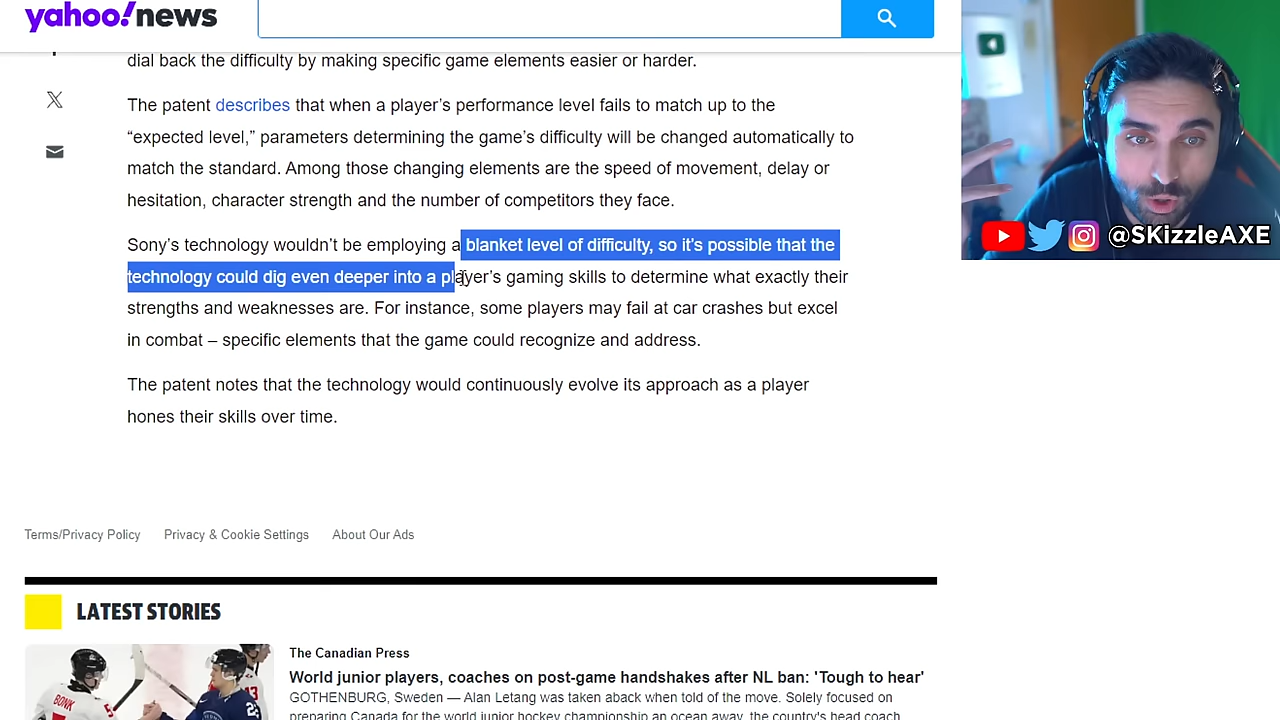 yahoo!news
dial back the difficulty by making specific game elements easier or harder.
The patent describes that when a player’s performance level fails to match up to the
“expected level,” parameters determining the game’s difficulty will be changed automatically to
match the standard. Among those changing elements are the speed of movement, delay or
hesitation, character strength and the number of competitors they face.
Sony’s technology wouldn’t be employing a blanket level of difficulty, so it's possible that the
technology could dig even deeper into a player’s gaming skills to determine what exactly their
strengths and weaknesses are. For instance, some players may fail at car crashes but excel
in combat – specific elements that the game could recognize and address.
The patent notes that the technology would continuously evolve its approach as a player
hones their skills over time.
@SKizzleAXE
Terms/Privacy Policy Privacy & Cookie Settings About Our Ads
LATEST STORIES
The Canadian Press
World junior players, coaches on post-game handshakes after NL ban: 'Tough to hear'
GOTHENBURG, Sweden — Alan Letang was taken aback when told of the move. Solely focused on
preparing Canada for the world junior hockey championship an ocean away, the country's head coach
BONK